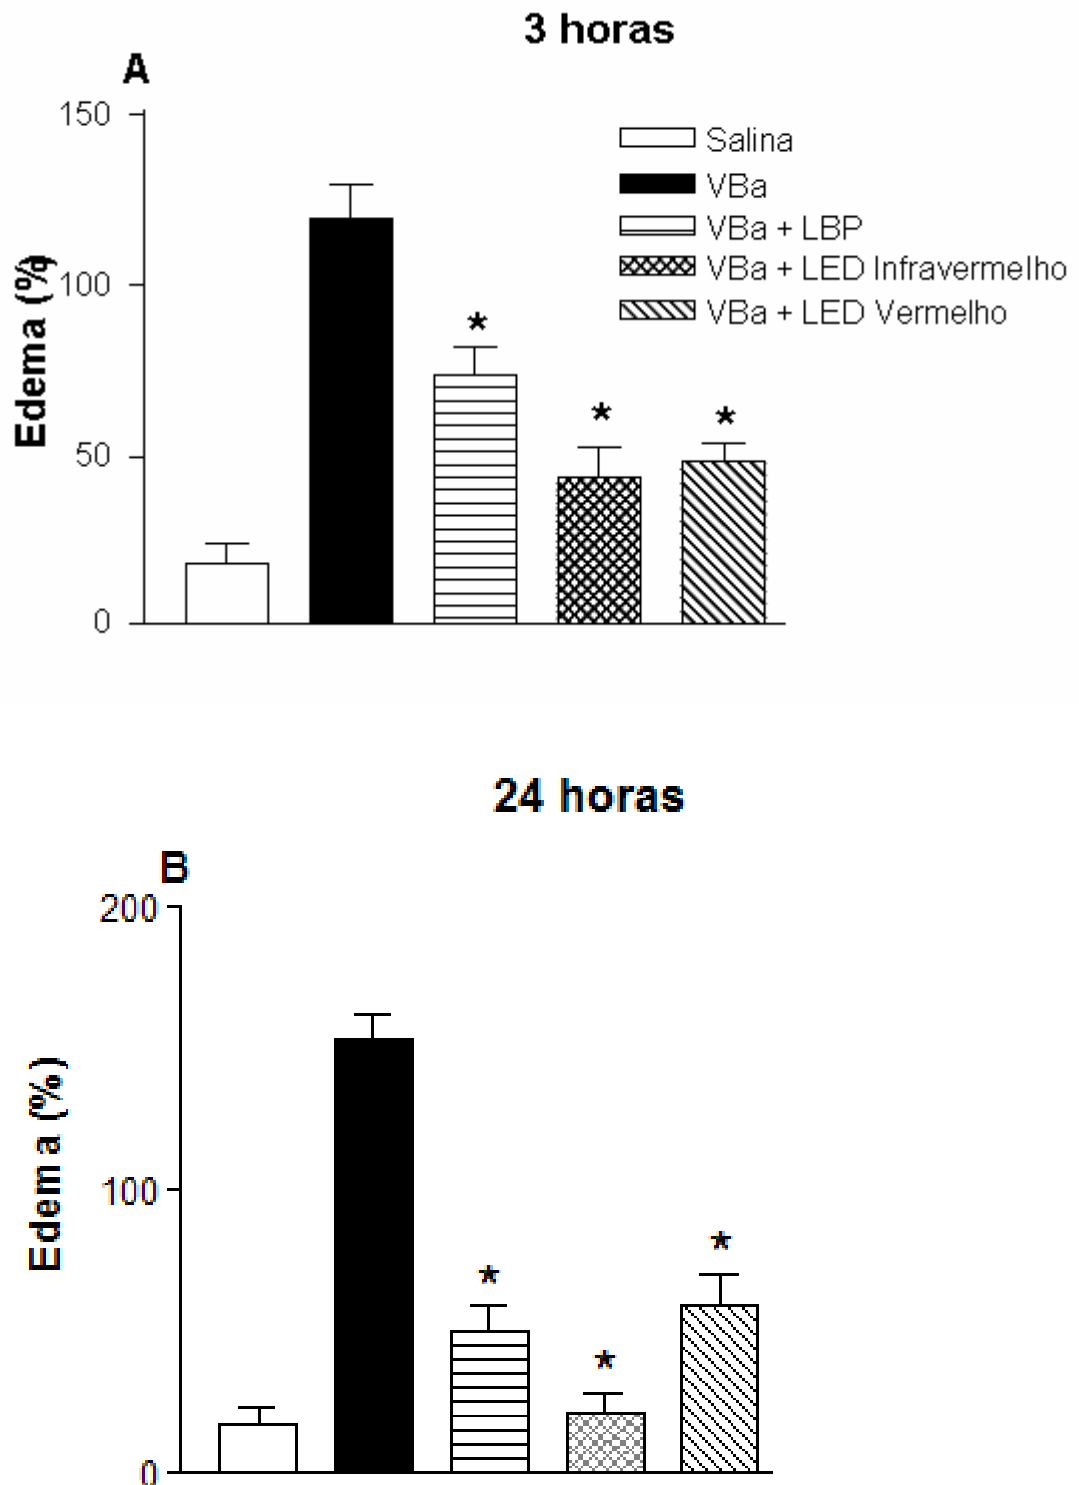 3 horas
A
150
100
50
0
Edema (%)
Salina
VBa
VBa + LBP
VBa + LED Infravermelho
VBa + LED Vermelho
*
*
*
24 horas
B
200
100
0
Edema (%)
*
*
*